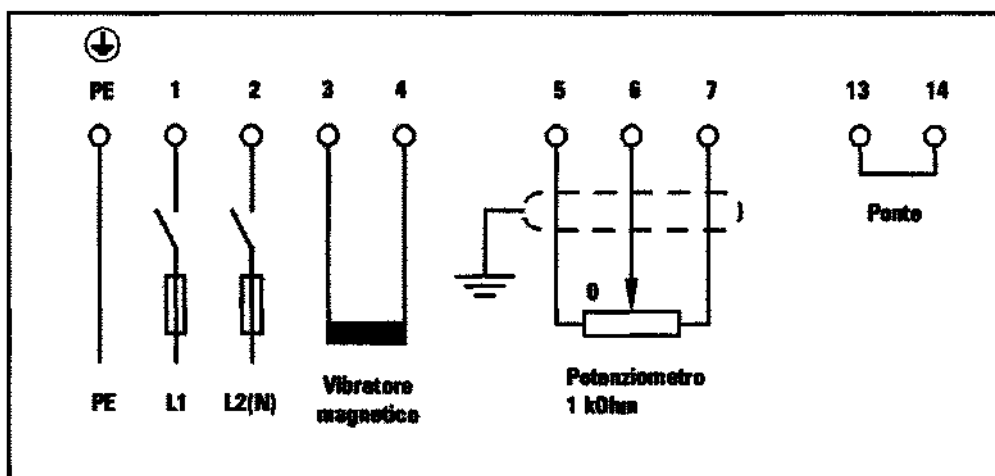 PE 1 2 3 4 5 6 7 13 14
Ponte
0
PE L1 L2(N) Vibratore
magnetico
Potenziometro
1 kOhm